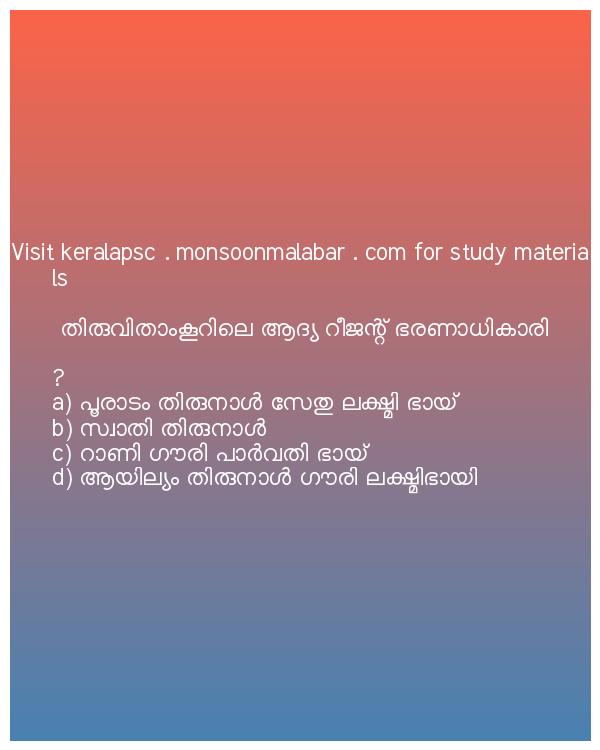 Visit keralapsc . monsoonmalabar . com for study materia
ls
തിരുവിതാംകൂറിലെ ആദ്യ റീജന്റ് ഭരണാധികാരി
?
a) പൂരാടം തിരുനാൾ സേതു ലക്ഷ്മി ഭായ്
b) സ്വാതി തിരുനാൾ
c) റാണി ഗൗരി പാർവതി ഭായ്
d) ആയില്യം തിരുനാൾ ഗൗരി ലക്ഷ്മിഭായി